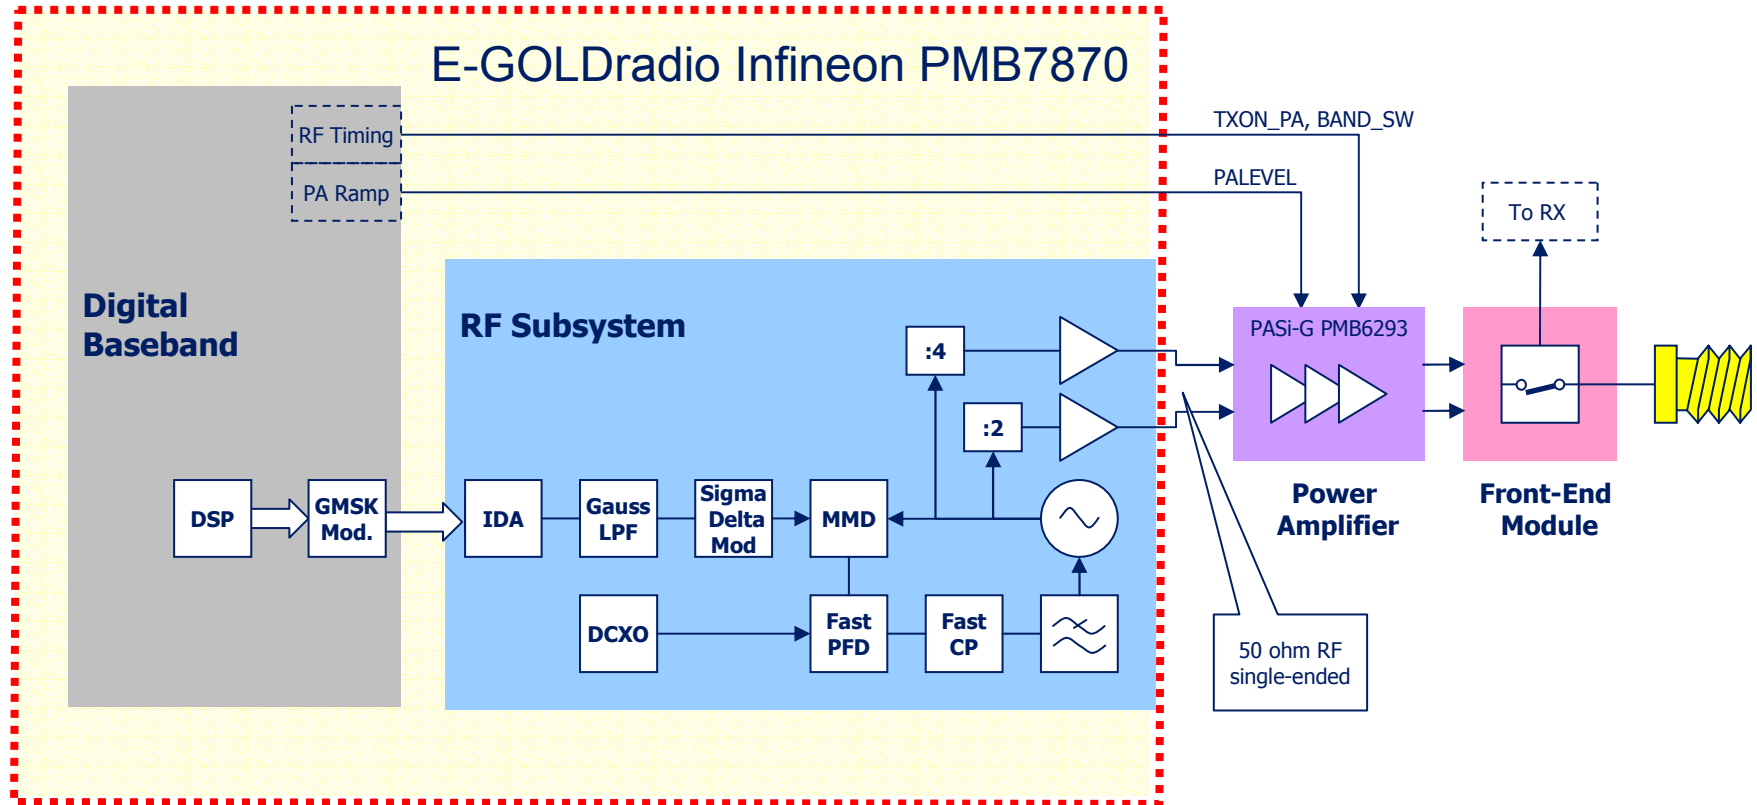 E-GOLDradio Infineon PMB7870
RF Timing
TXON_PA, BAND_SW
PA Ramp
PALEVEL
To RX
Digital
Baseband
RF Subsystem
:4
:2
PASi-G PMB6293
Power
Amplifier
Front-End
Module
DSP
GMSK
Mod.
IDA
Gauss
LPF
Sigma
Delta
Mod
MMD
DCXO
Fast
PFD
Fast
CP
50 ohm RF
single-ended